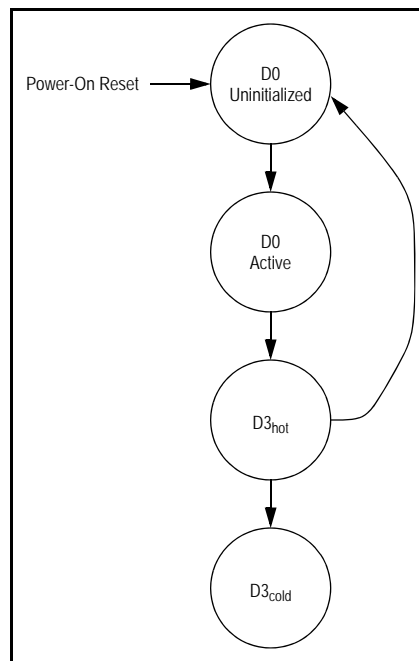 Power-On Reset
D0
Uninitialized
D0
Active
D3hot
D3cold